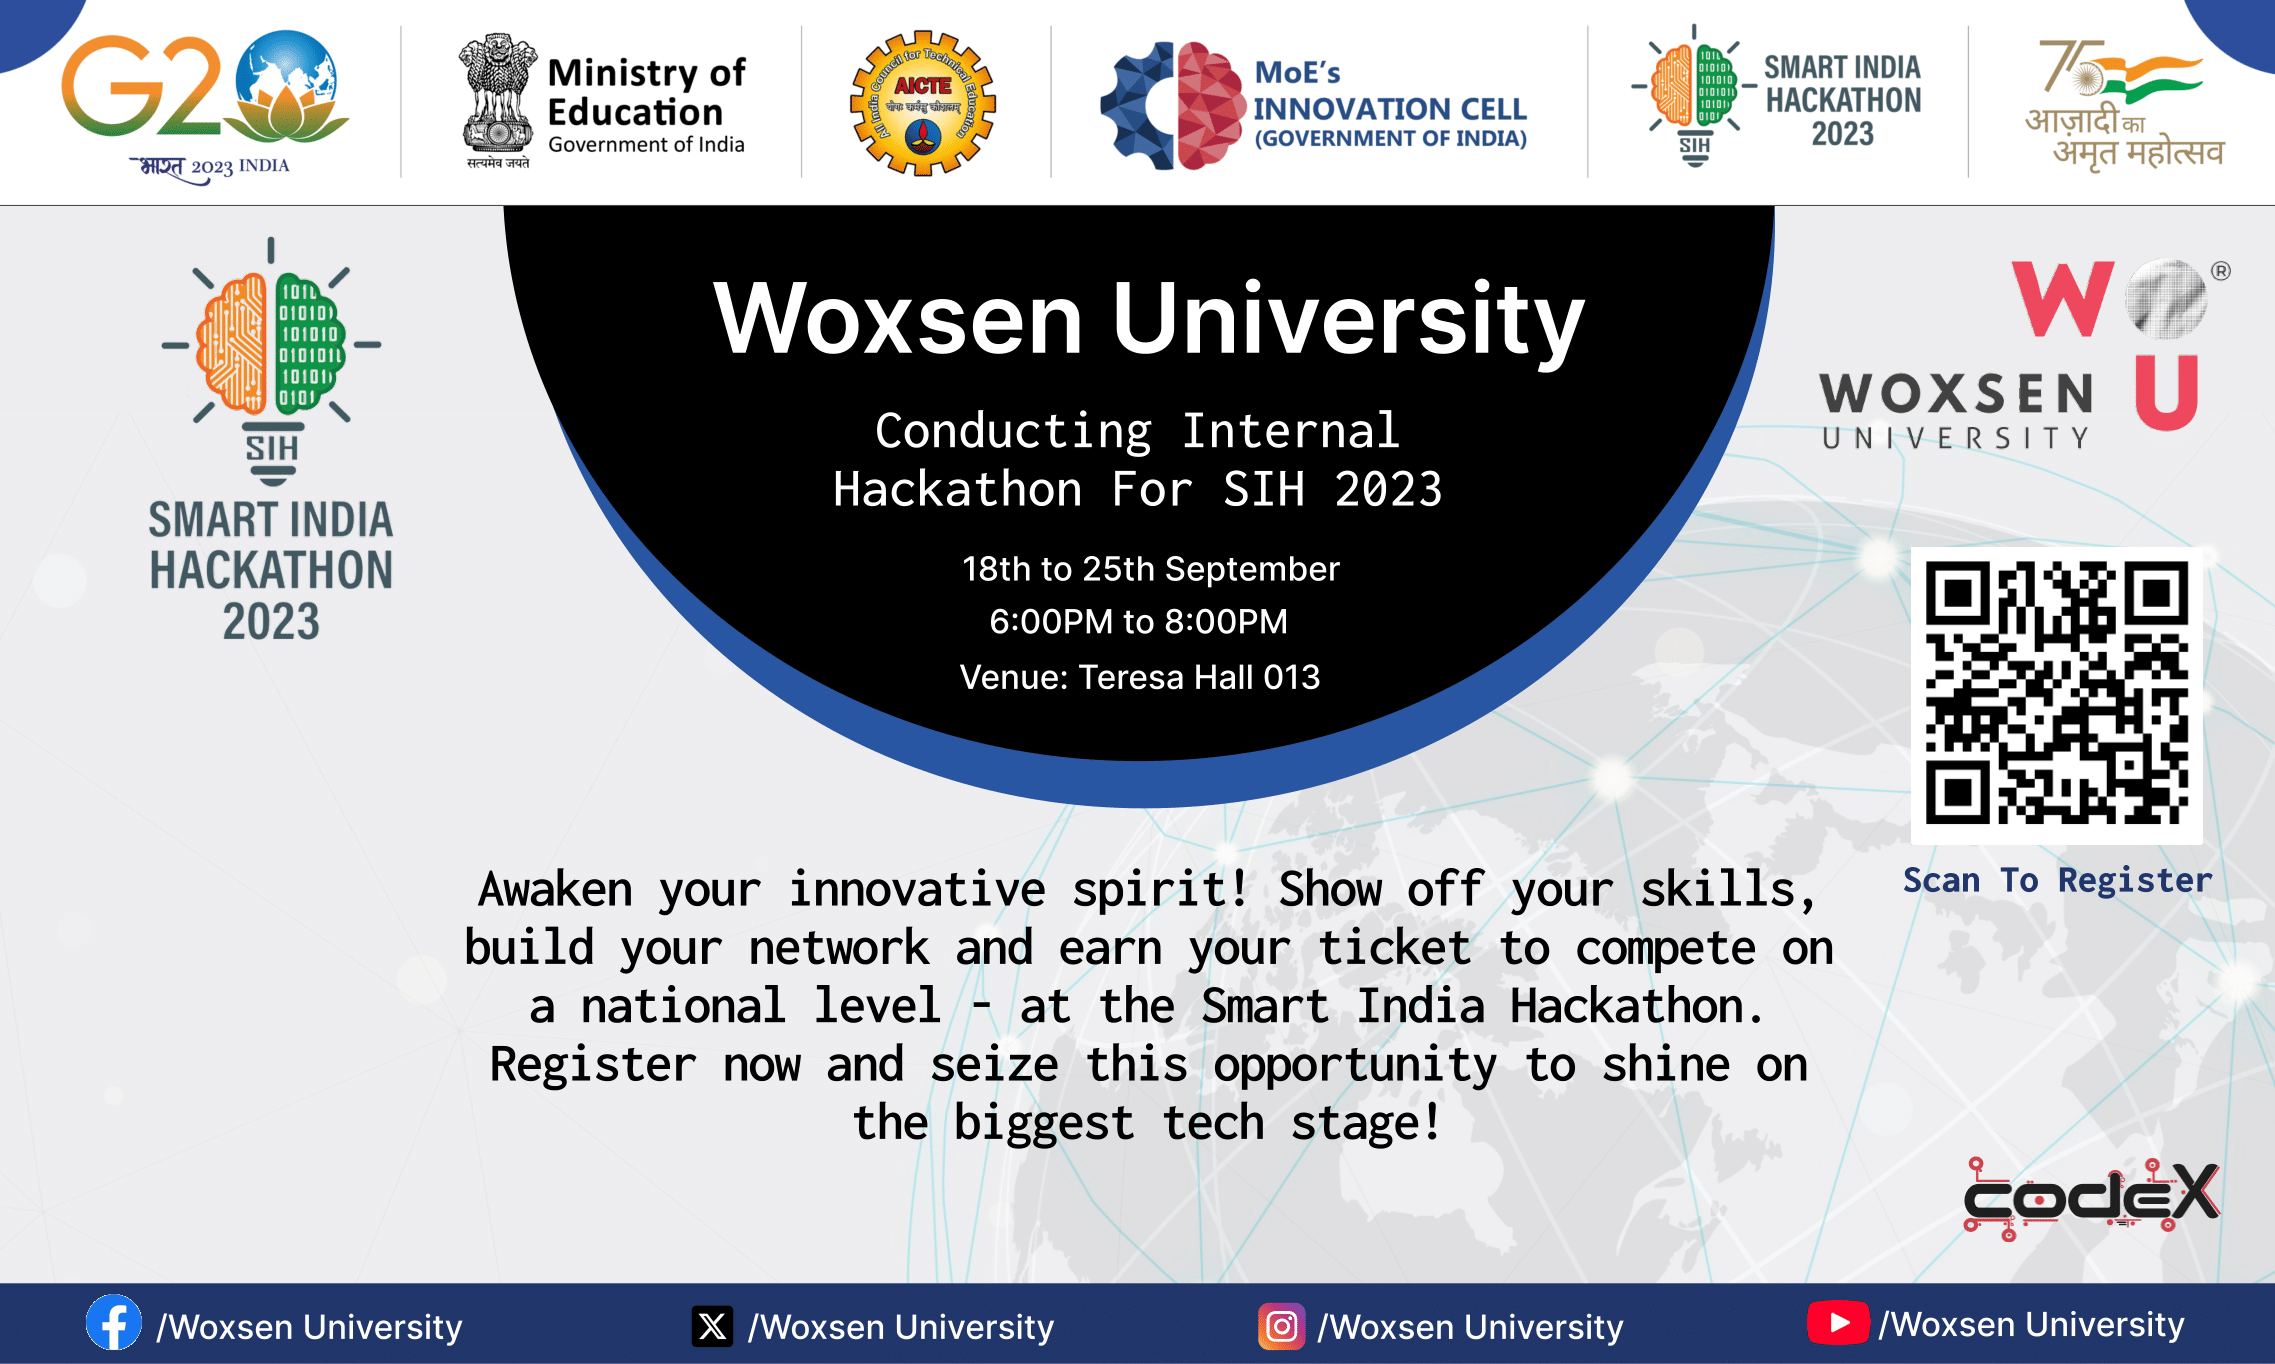 G20
भारत 2023 INDIA
सत्यमेव जयते
Ministry of
Education
Government of India
All India Council for Technical Education
AICTE
योगः कर्मसु कौशलम्
MoE's
INNOVATION CELL
(GOVERNMENT OF INDIA)
SIH
SMART INDIA
HACKATHON
2023
75
आज़ादी का
अमृत महोत्सव
SIH
SMART INDIA
HACKATHON
2023
Woxsen University
Conducting Internal
Hackathon For SIH 2023
18th to 25th September
6:00PM to 8:00PM
Venue: Teresa Hall 013
WOU®
WOXSEN
UNIVERSITY
Scan To Register
Awaken your innovative spirit! Show off your skills,
build your network and earn your ticket to compete on
a national level - at the Smart India Hackathon.
Register now and seize this opportunity to shine on
the biggest tech stage!
codeX
/Woxsen University
/Woxsen University
/Woxsen University
/Woxsen University